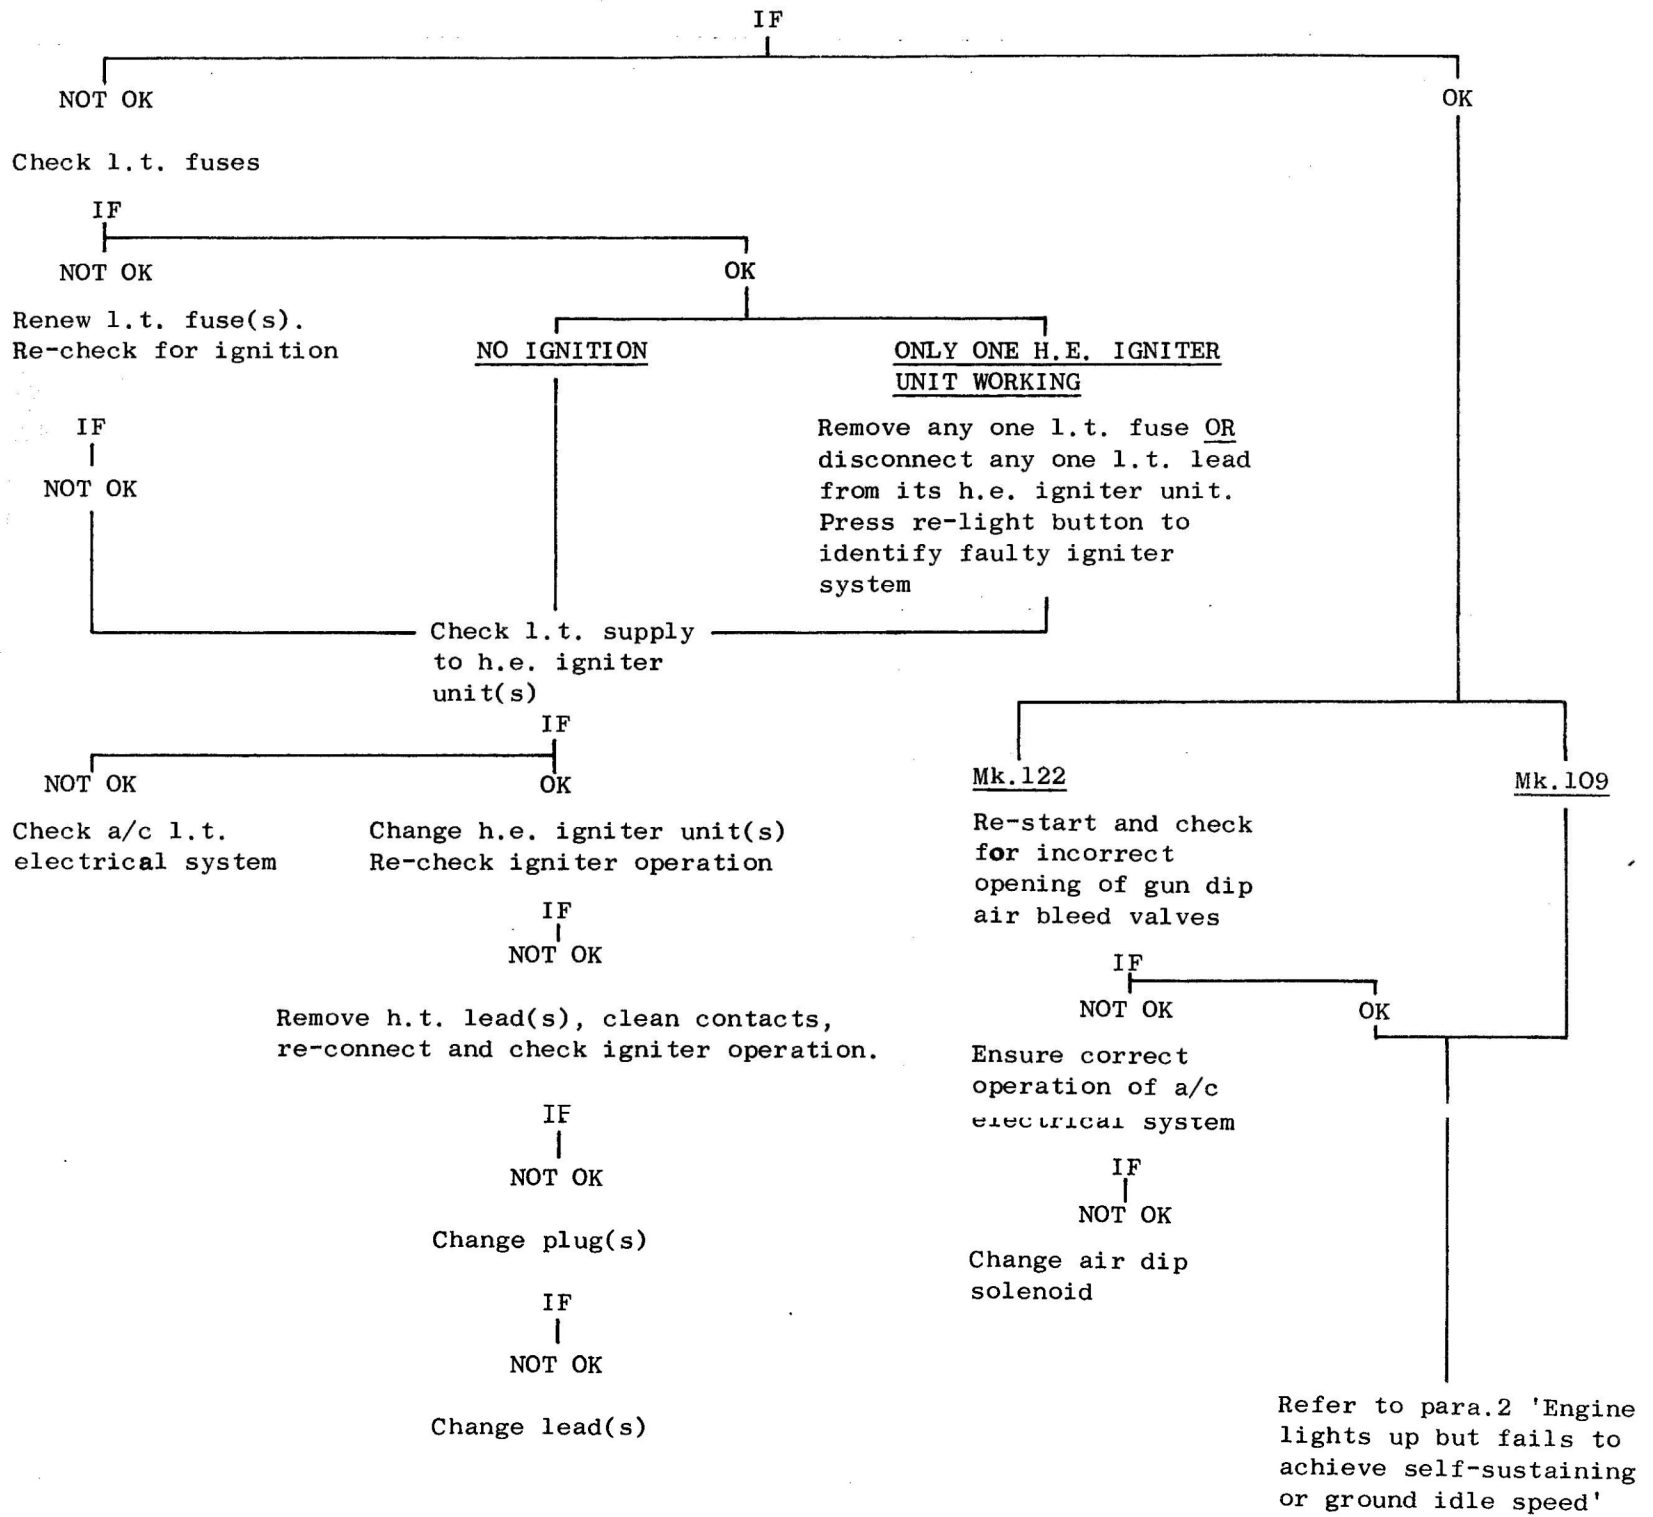 IF
NOT OK
OK
Check l.t. fuses
IF
NOT OK
OK
Renew l.t. fuse(s).
Re-check for ignition
NO IGNITION
ONLY ONE H.E. IGNITER
UNIT WORKING
IF
NOT OK
Remove any one l.t. fuse OR
disconnect any one l.t. lead
from its h.e. igniter unit.
Press re-light button to
identify faulty igniter
system
Check l.t. supply
to h.e. igniter
unit(s)
IF
NOT OK
OK
Check a/c l.t.
electrical system
Change h.e. igniter unit(s)
Re-check igniter operation
IF
NOT OK
Remove h.t. lead(s), clean contacts,
re-connect and check igniter operation.
IF
NOT OK
Change plug(s)
IF
NOT OK
Change lead(s)
Mk.122
Mk.109
Re-start and check
for incorrect
opening of gun dip
air bleed valves
IF
NOT OK
OK
Ensure correct
operation of a/c
electrical system
IF
NOT OK
Change air dip
solenoid
Refer to para.2 'Engine
lights up but fails to
achieve self-sustaining
or ground idle speed'